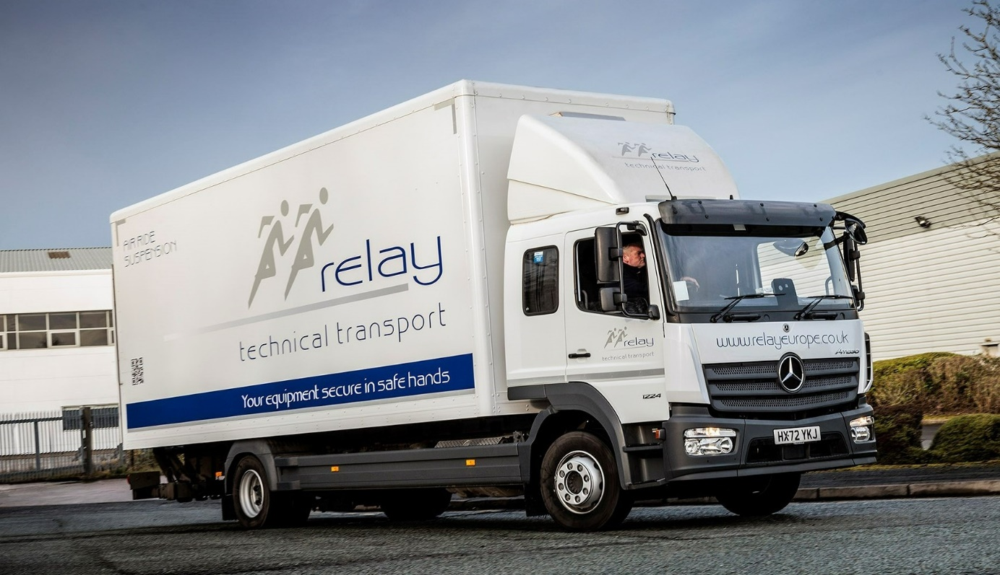 AIR RIDE
SUSPENSION
relay
technical transport
Your equipment secure in safe hands
relay
technical transport
relay
technical transport
1224
www.relayeurope.co.uk
Atego
HX72 YKJ